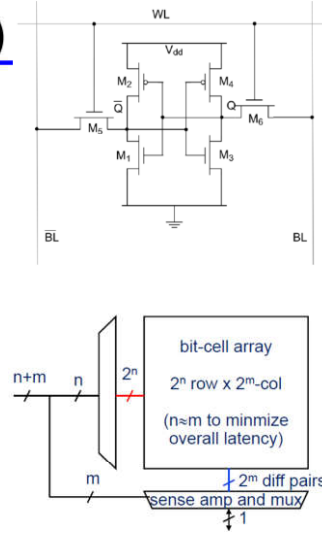 )
WL
Vdd
M2
M4
Q̅
Q
M5
M6
M1
M3
B̅L̅
BL
bit-cell array
n+m
n
2ⁿ
2ⁿ row x 2ᵐ-col
(n≈m to minmize
overall latency)
m
2ᵐ diff pairs
sense amp and mux
1